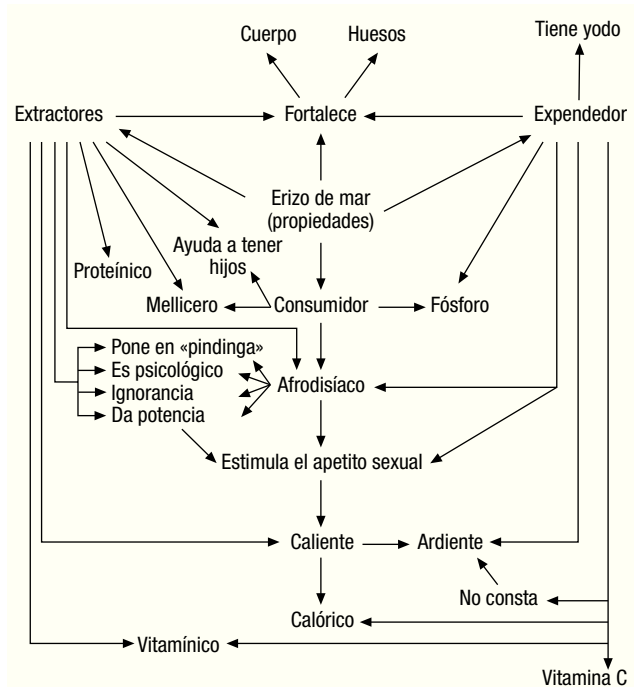 Cuerpo
Huesos
Tiene yodo
Extractores
Fortalece
Expendedor
Erizo de mar
(propiedades)
Ayuda a tener
hijos
Proteínico
Mellicero
Consumidor
Fósforo
Pone en «pindinga»
Es psicológico
Ignorancia
Da potencia
Afrodisíaco
Estimula el apetito sexual
Caliente
Ardiente
No consta
Calórico
Vitamínico
Vitamina C